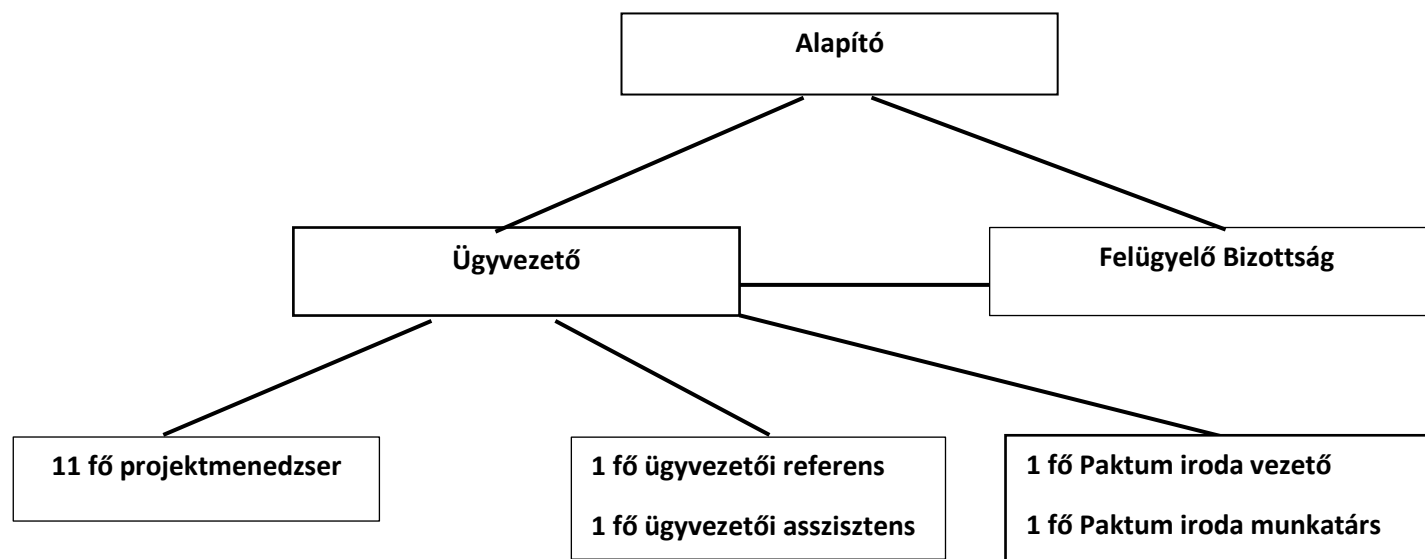 Alapító
Ügyvezető
Felügyelő Bizottság
11 fő projektmenedzser
1 fő ügyvezetői referens
1 fő ügyvezetői asszisztens
1 fő Paktum iroda vezető
1 fő Paktum iroda munkatárs